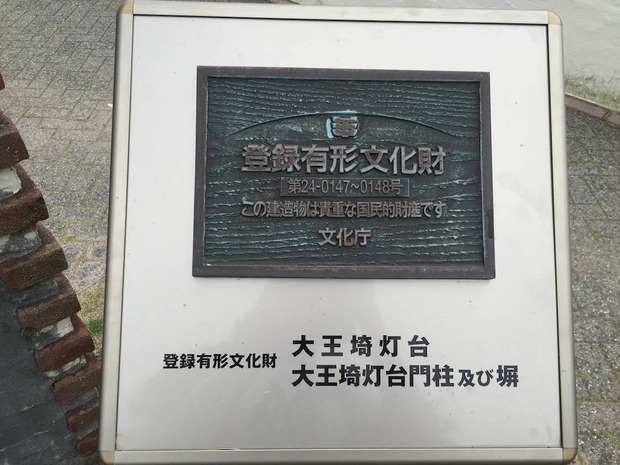 登録有形文化財
第24-0147~0148号
この建造物は貴重な国民的財産です
文化庁
登録有形文化財 大王埼灯台
大王埼灯台門柱及び塀